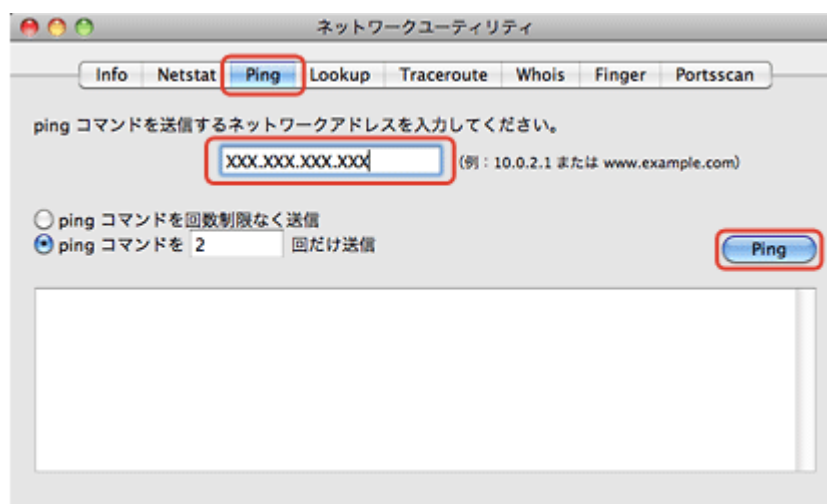 ネットワークユーティリティ
Info Netstat Ping Lookup Traceroute Whois Finger Portsscan
ping コマンドを送信するネットワークアドレスを入力してください。
XXX.XXX.XXX.XXX (例：10.0.2.1 または www.example.com)
ping コマンドを回数制限なく送信
ping コマンドを 2 回だけ送信
Ping